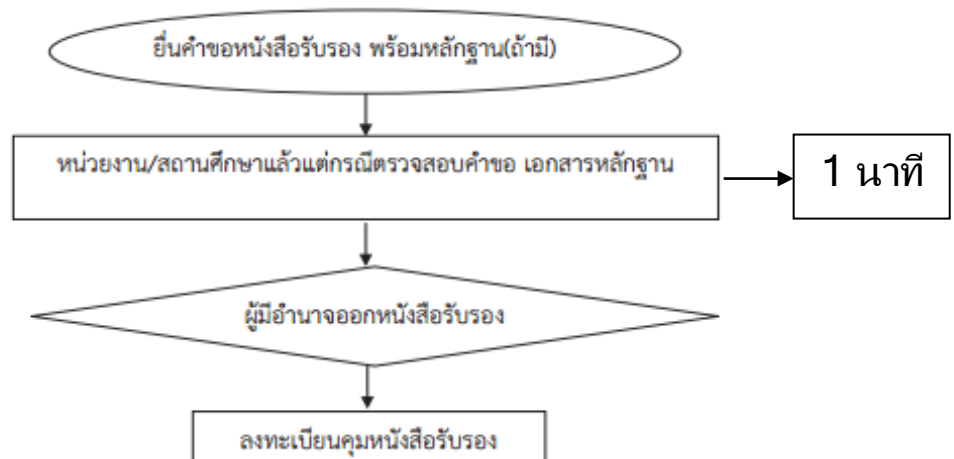 ยื่นคำขอหนังสือรับรอง พร้อมหลักฐาน(ถ้ามี)
หน่วยงาน/สถานศึกษาแล้วแต่กรณีตรวจสอบคำขอ เอกสารหลักฐาน
1 นาที
ผู้มีอำนาจออกหนังสือรับรอง
ลงทะเบียนคุมหนังสือรับรอง